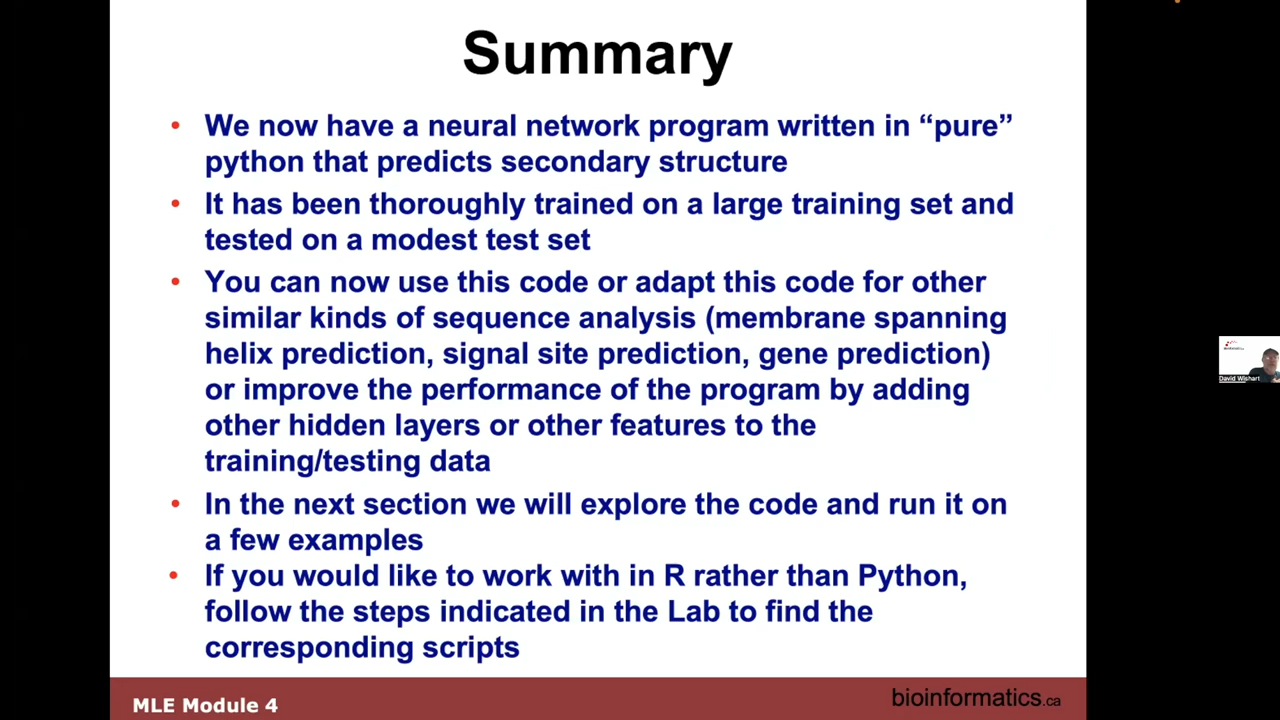 Summary
• We now have a neural network program written in “pure”
python that predicts secondary structure
• It has been thoroughly trained on a large training set and
tested on a modest test set
• You can now use this code or adapt this code for other
similar kinds of sequence analysis (membrane spanning
helix prediction, signal site prediction, gene prediction)
or improve the performance of the program by adding
other hidden layers or other features to the
training/testing data
• In the next section we will explore the code and run it on
a few examples
• If you would like to work with in R rather than Python,
follow the steps indicated in the Lab to find the
corresponding scripts
David Wishart
MLE Module 4
bioinformatics.ca